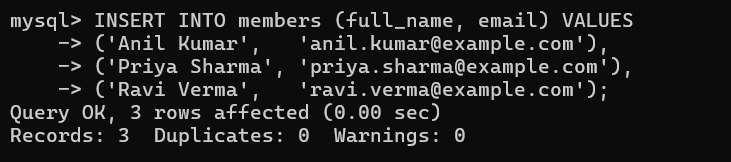 mysql> INSERT INTO members (full_name, email) VALUES
    -> ('Anil Kumar',   'anil.kumar@example.com'),
    -> ('Priya Sharma', 'priya.sharma@example.com'),
    -> ('Ravi Verma',   'ravi.verma@example.com');
Query OK, 3 rows affected (0.00 sec)
Records: 3  Duplicates: 0  Warnings: 0